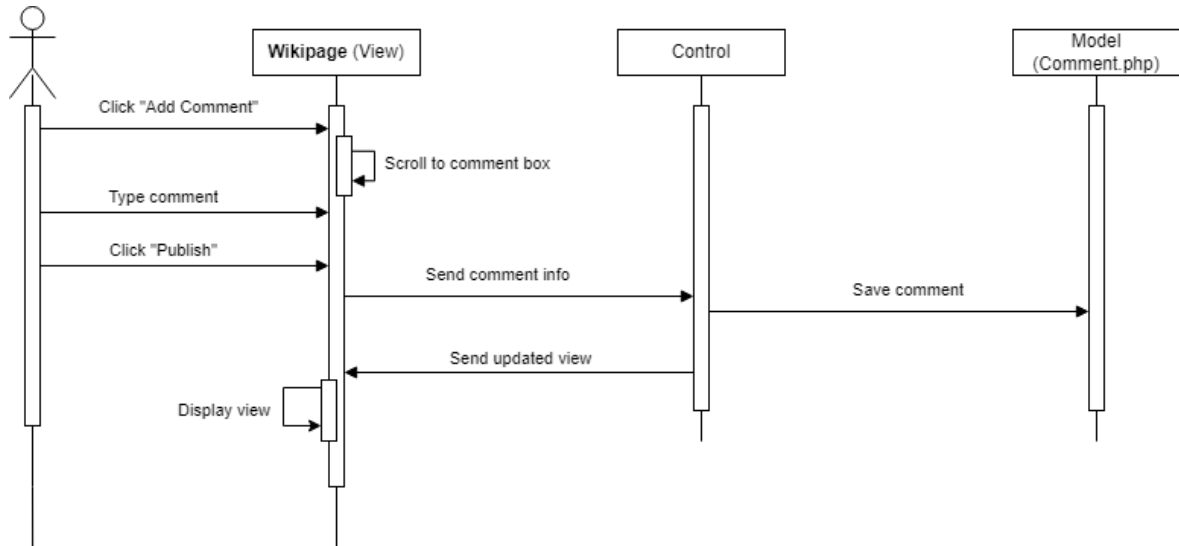 Wikipage (View)
Control
Model
(Comment.php)
Click "Add Comment"
Scroll to comment box
Type comment
Click "Publish"
Send comment info
Save comment
Send updated view
Display view